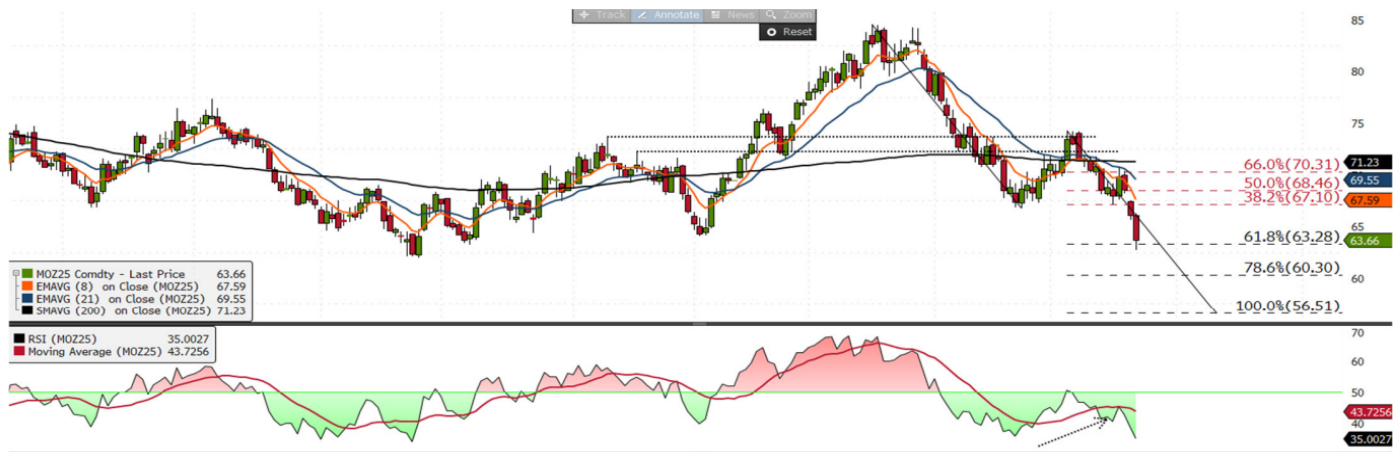 Track Annotate News Zoom
Reset
85
80
75
71.23
66.0%(70.31)
69.55
50.0%(68.46)
67.59
38.2%(67.10)
65
61.8%(63.28)
63.66
78.6%(60.30)
60
100.0%(56.51)
MOZ25 Comdty - Last Price 63.66
EMAVG (8) on Close (MOZ25) 67.59
EMAVG (21) on Close (MOZ25) 69.55
SMAVG (200) on Close (MOZ25) 71.23
RSI (MOZ25) 35.0027
Moving Average (MOZ25) 43.7256
70
60
50
43.7256
40
35.0027